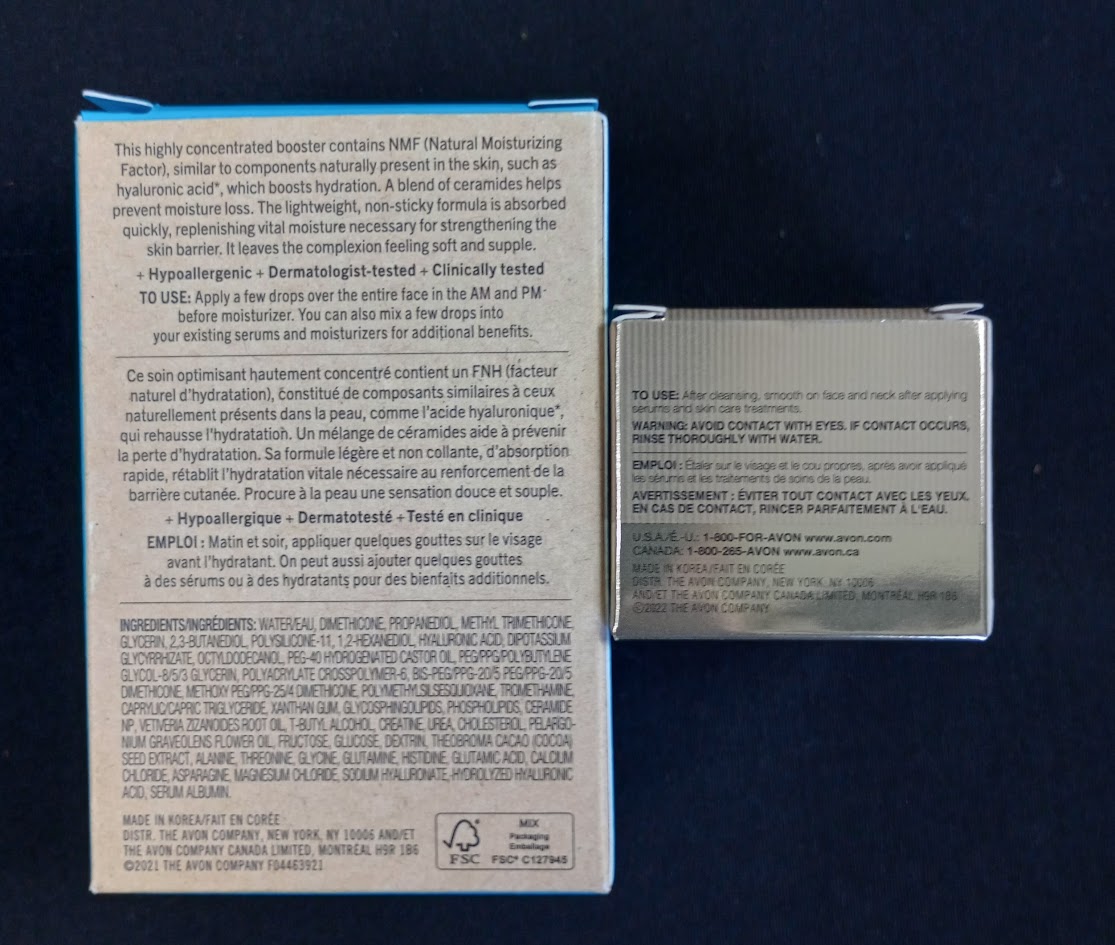 This highly concentrated booster contains NMF (Natural Moisturizing
Factor), similar to components naturally present in the skin, such as
hyaluronic acid*, which boosts hydration. A blend of ceramides helps
prevent moisture loss. The lightweight, non-sticky formula is absorbed
quickly, replenishing vital moisture necessary for strengthening the
skin barrier. It leaves the complexion feeling soft and supple.
+ Hypoallergenic + Dermatologist-tested + Clinically tested
TO USE: Apply a few drops over the entire face in the AM and PM
before moisturizer. You can also mix a few drops into
your existing serums and moisturizers for additional benefits.
Ce soin optimisant hautement concentré contient un FNH (facteur
naturel d'hydratation), constitué de composants similaires à ceux
naturellement présents dans la peau, comme l'acide hyaluronique*,
qui rehausse l'hydratation. Un mélange de céramides aide à prévenir
la perte d'hydratation. Sa formule légère et non collante, d'absorption
rapide, rétablit l'hydratation vitale nécessaire au renforcement de la
barrière cutanée. Procure à la peau une sensation douce et souple.
+ Hypallergique + Dermatotesté + Testé en clinique
EMPLOI : Matin et soir, appliquer quelques gouttes sur le visage
avant l'hydratant. On peut aussi ajouter quelques gouttes
à des sérums ou à des hydratants pour des bienfaits additionnels.
INGREDIENTS/INGRÉDIENTS: WATER/EAU, DIMETHICONE, PROPANEDIOL, METHYL TRIMETHICONE,
GLYCERIN, 2,3-BUTANEDIOL, POLYSILICONE-11, 1,2-HEXANEDIOL, HYALURONIC ACID, DIPOTASSIUM
GLYCYRRHIZATE, OCTYLDODECANOL, PEG-40 HYDROGENATED CASTOR OIL, PEG/PPG/POLYBUTYLENE
GLYCOL-8/5/3 GLYCERIN, POLYACRYLATE CROSSPOLYMER-6, BIS-PEG/PPG-20/5 PEG/PPG-20/5
DIMETHICONE, METHOXY PEG/PPG-25/4 DIMETHICONE, POLYMETHYLSILSESQUIOXANE, TROMETHAMINE,
CAPRYLIC/CAPRIC TRIGLYCERIDE, XANTHAN GUM, GLYCOSPHINGOLIPIDS, PHOSPHOLIPIDS, CERAMIDE
NP, VETIVERIA ZIZANOIDES ROOT OIL, T-BUTYL ALCOHOL, CREATINE, UREA, CHOLESTEROL, PELARGO-
NIUM GRAVEOLENS FLOWER OIL, FRUCTOSE, GLUCOSE, DEXTRIN, THEOBROMA CACAO (COCOA)
SEED EXTRACT, ALANINE, THREONINE, GLYCINE, GLUTAMINE, HISTIDINE, GLUTAMIC ACID, CALCIUM
CHLORIDE, ASPARAGINE, MAGNESIUM CHLORIDE, SODIUM HYALURONATE, HYDROLYZED HYALURONIC
ACID, SERUM ALBUMIN.
MADE IN KOREA/FAIT EN CORÉE
DISTR. THE AVON COMPANY, NEW YORK, NY 10006 AND/ET
THE AVON COMPANY CANADA LIMITED, MONTRÉAL H9R 1B6
©2021 THE AVON COMPANY F04463921
FSC
MIX
Packaging
Emballage
FSC® C127945
TO USE: After cleansing, smooth on face and neck after applying
serums and skin care treatments.
WARNING: AVOID CONTACT WITH EYES. IF CONTACT OCCURS,
RINSE THOROUGHLY WITH WATER.
EMPLOI : Étaler sur le visage et le cou propres, après avoir appliqué
les sérums et les traitements de soins de la peau.
AVERTISSEMENT : ÉVITER TOUT CONTACT AVEC LES YEUX.
EN CAS DE CONTACT, RINCER PARFAITEMENT À L'EAU.
U.S.A./É.-U.: 1-800-FOR-AVON www.avon.com
CANADA: 1-800-265-AVON www.avon.ca
MADE IN KOREA/FAIT EN CORÉE
DISTR. THE AVON COMPANY, NEW YORK, NY 10006
AND/ET THE AVON COMPANY CANADA LIMITED, MONTRÉAL H9R 1B6
©2022 THE AVON COMPANY